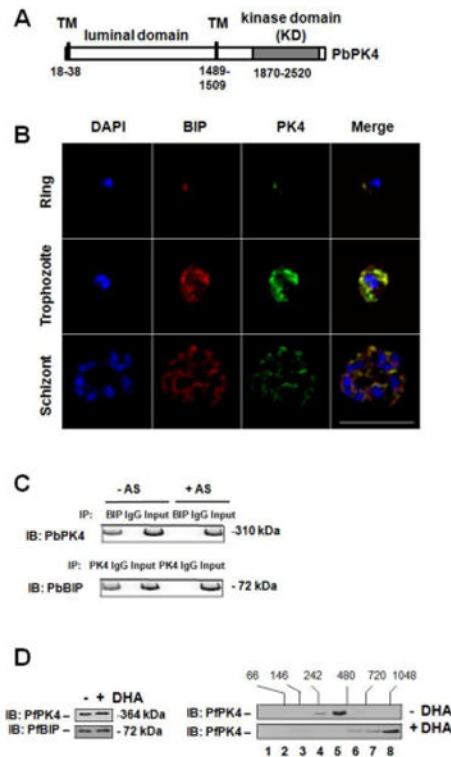 A
TM TM kinase domain
luminal domain (KD)
PbPK4
18-38 1489-1509 1870-2520
B
DAPI BIP PK4 Merge
Ring
Trophozoite
Schizont
C
- AS + AS
IP: BIP IgG Input BIP IgG Input
IB: PbPK4 -310 kDa
IP: PK4 IgG Input PK4 IgG Input
IB: PbBIP - 72 kDa
D
- + DHA
IB: PfPK4 – -364 kDa
IB: PfBIP – - 72 kDa
66 146 242 480 720 1048
IB: PfPK4 – - DHA
IB: PfPK4 – + DHA
1 2 3 4 5 6 7 8